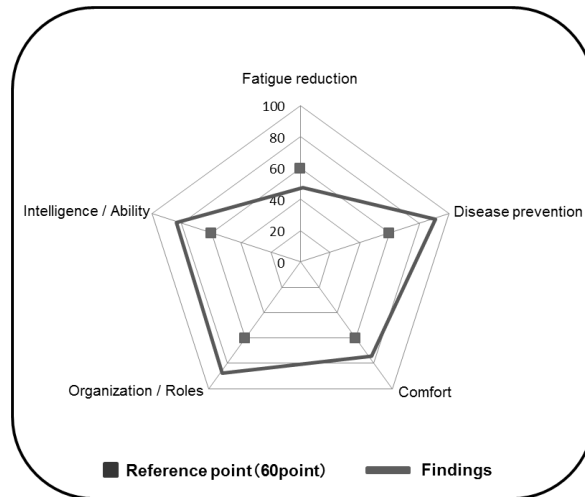 Fatigue reduction
100
80
60
40
20
0
Intelligence / Ability
Disease prevention
Organization / Roles
Comfort
Reference point(60point)
Findings